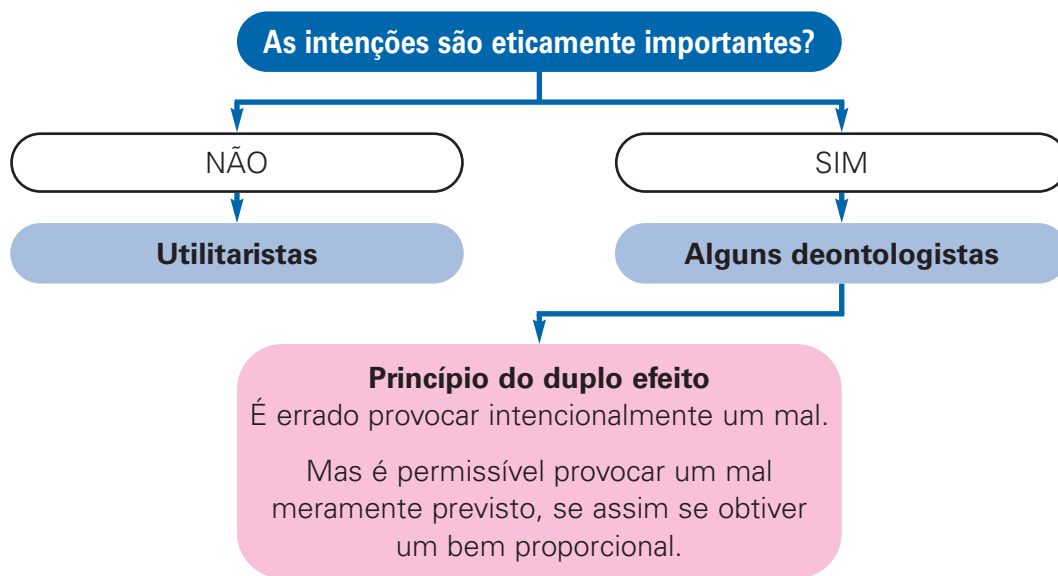 As intenções são eticamente importantes?
NÃO
SIM
Utilitaristas
Alguns deontologistas
Princípio do duplo efeito
É errado provocar intencionalmente um mal.
Mas é permissível provocar um mal
meramente previsto, se assim se obtiver
um bem proporcional.